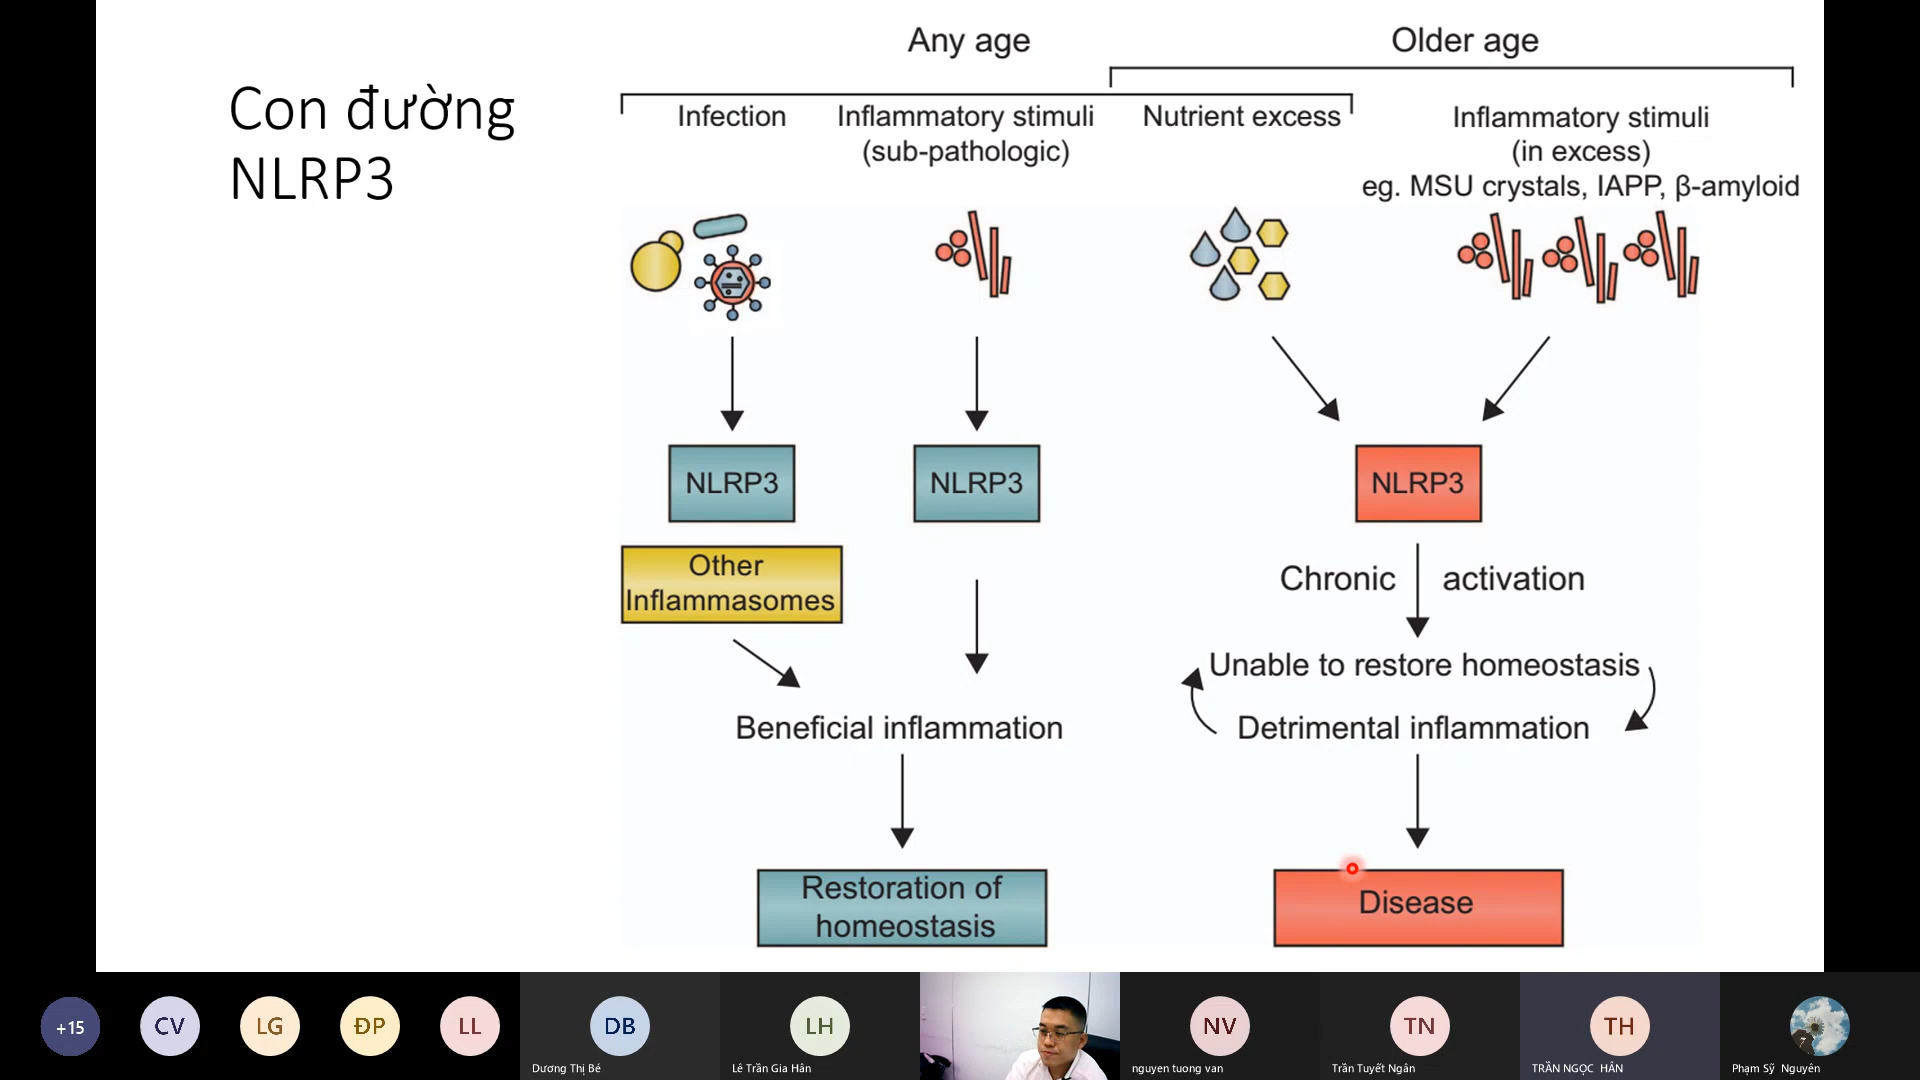 Con đường
NLRP3
Any age
Older age
Infection
Inflammatory stimuli
(sub-pathologic)
Nutrient excess
Inflammatory stimuli
(in excess)
eg. MSU crystals, IAPP, β-amyloid
NLRP3
NLRP3
NLRP3
Other
Inflammasomes
Chronic activation
Unable to restore homeostasis
Beneficial inflammation
Detrimental inflammation
Restoration of
homeostasis
Disease
+15
CV
LG
ĐP
LL
DB
Dương Thị Bé
LH
Lê Trần Gia Hân
NV
nguyen tuong van
TN
Trần Tuyết Ngân
TH
TRẦN NGỌC HÂN
Phạm Sỹ Nguyên